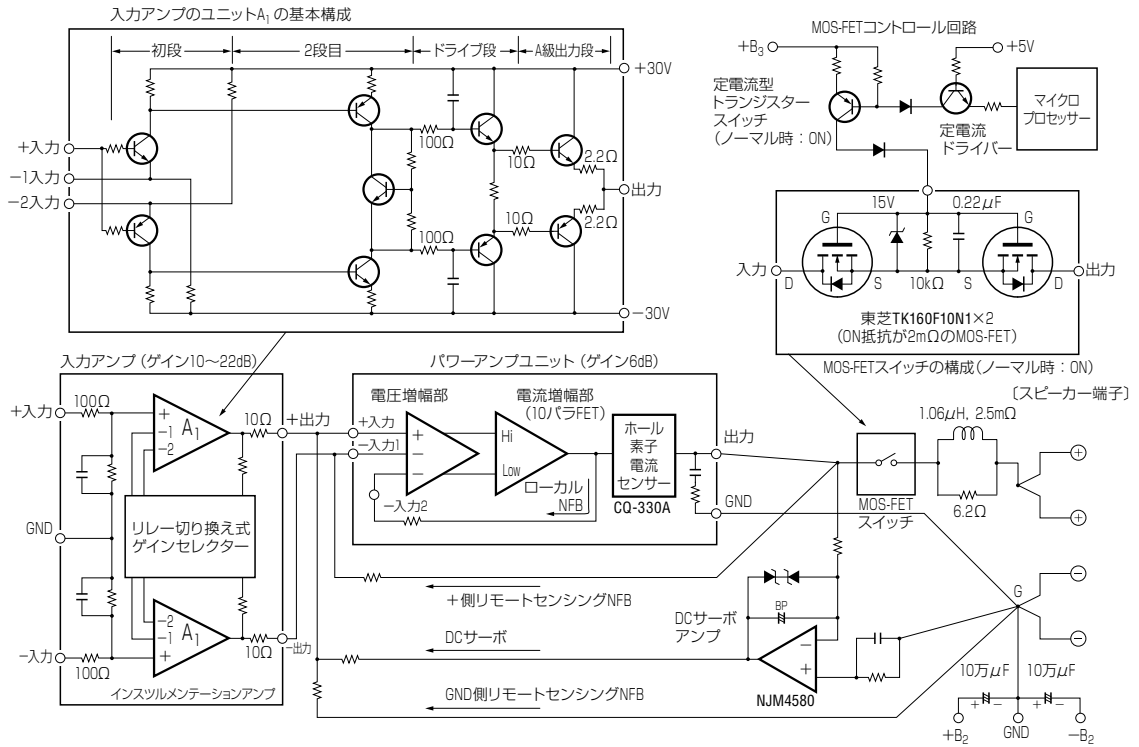 入力アンプのユニットA1の基本構成
初段
2段目
ドライブ段
A級出力段
+30V
+入力
−1入力
−2入力
100Ω
100Ω
10Ω
10Ω
2.2Ω
2.2Ω
出力
−30V
MOS-FETコントロール回路
+B3
+5V
定電流型
トランジスター
スイッチ
(ノーマル時：ON)
定電流
ドライバー
マイクロ
プロセッサー
15V
0.22μF
G
G
入力
D
S
10kΩ
S
D
出力
東芝TK160F10N1×2
(ON抵抗が2mΩのMOS-FET)
MOS-FETスイッチの構成(ノーマル時：ON)
入力アンプ(ゲイン10〜22dB)
+入力
100Ω
+
−1
−2
A1
10Ω
+出力
GND
リレー切り換え式
ゲインセレクター
−2
−1
+
A1
10Ω
−出力
−入力
100Ω
インスツルメンテーションアンプ
パワーアンプユニット(ゲイン6dB)
電圧増幅部
電流増幅部
(10パラFET)
+入力
−入力1
+
−
−入力2
Hi
Low
ローカル
NFB
ホール
素子
電流
センサー
CQ-330A
出力
GND
MOS-FET
スイッチ
1.06μH, 2.5mΩ
6.2Ω
〔スピーカー端子〕
+
+
−
−
G
+側リモートセンシングNFB
DCサーボ
GND側リモートセンシングNFB
DCサーボ
アンプ
BP
−
+
NJM4580
10万μF
10万μF
+ −
+ −
+B2
GND
−B2